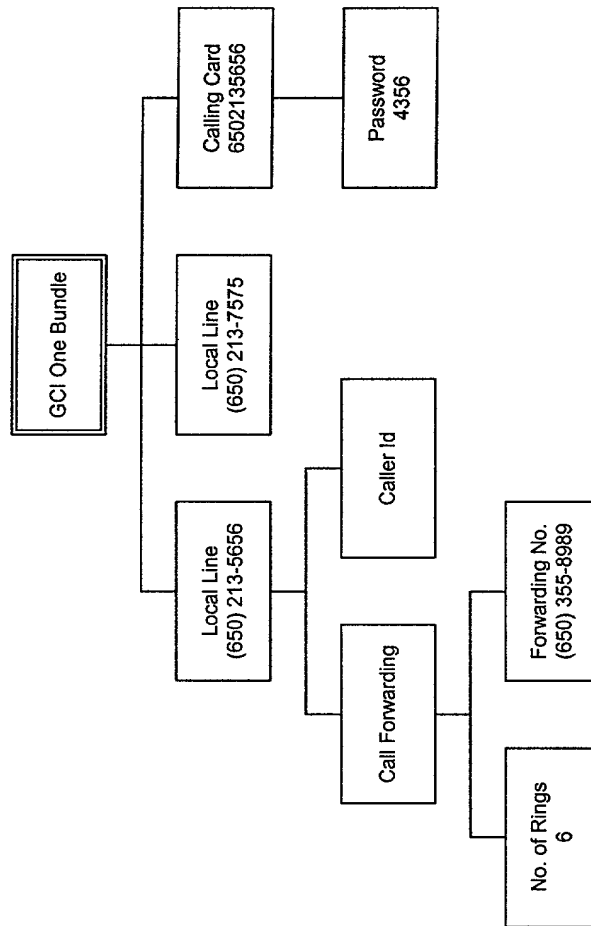 GCI One Bundle
Local Line
(650) 213-5656
Local Line
(650) 213-7575
Calling Card
6502135656
Call Forwarding
Caller Id
Password
4356
No. of Rings
6
Forwarding No.
(650) 355-8989